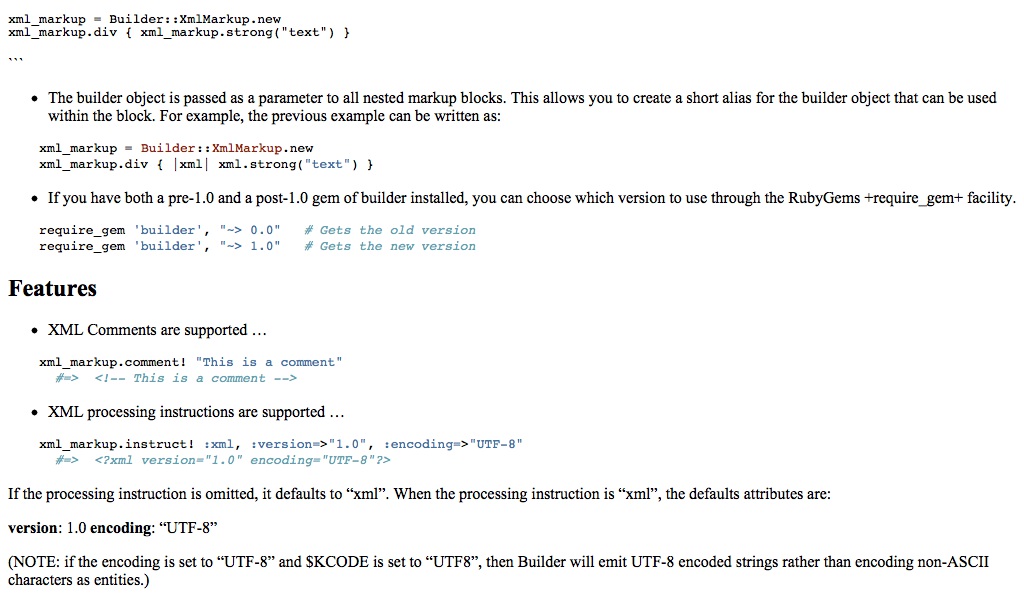 xml_markup = Builder::XmlMarkup.new
xml_markup.div { xml_markup.strong("text") }
```
• The builder object is passed as a parameter to all nested markup blocks. This allows you to create a short alias for the builder object that can be used
within the block. For example, the previous example can be written as:
xml_markup = Builder::XmlMarkup.new
xml_markup.div { |xml| xml.strong("text") }
• If you have both a pre-1.0 and a post-1.0 gem of builder installed, you can choose which version to use through the RubyGems +require_gem+ facility.
require_gem 'builder', "~> 0.0"   # Gets the old version
require_gem 'builder', "~> 1.0"   # Gets the new version
Features
• XML Comments are supported …
xml_markup.comment! "This is a comment"
  #=>  <!-- This is a comment -->
• XML processing instructions are supported …
xml_markup.instruct! :xml, :version=>"1.0", :encoding=>"UTF-8"
  #=>  <?xml version="1.0" encoding="UTF-8"?>
If the processing instruction is omitted, it defaults to “xml”. When the processing instruction is “xml”, the defaults attributes are:
version: 1.0 encoding: “UTF-8”
(NOTE: if the encoding is set to “UTF-8” and $KCODE is set to “UTF8”, then Builder will emit UTF-8 encoded strings rather than encoding non-ASCII
characters as entities.)